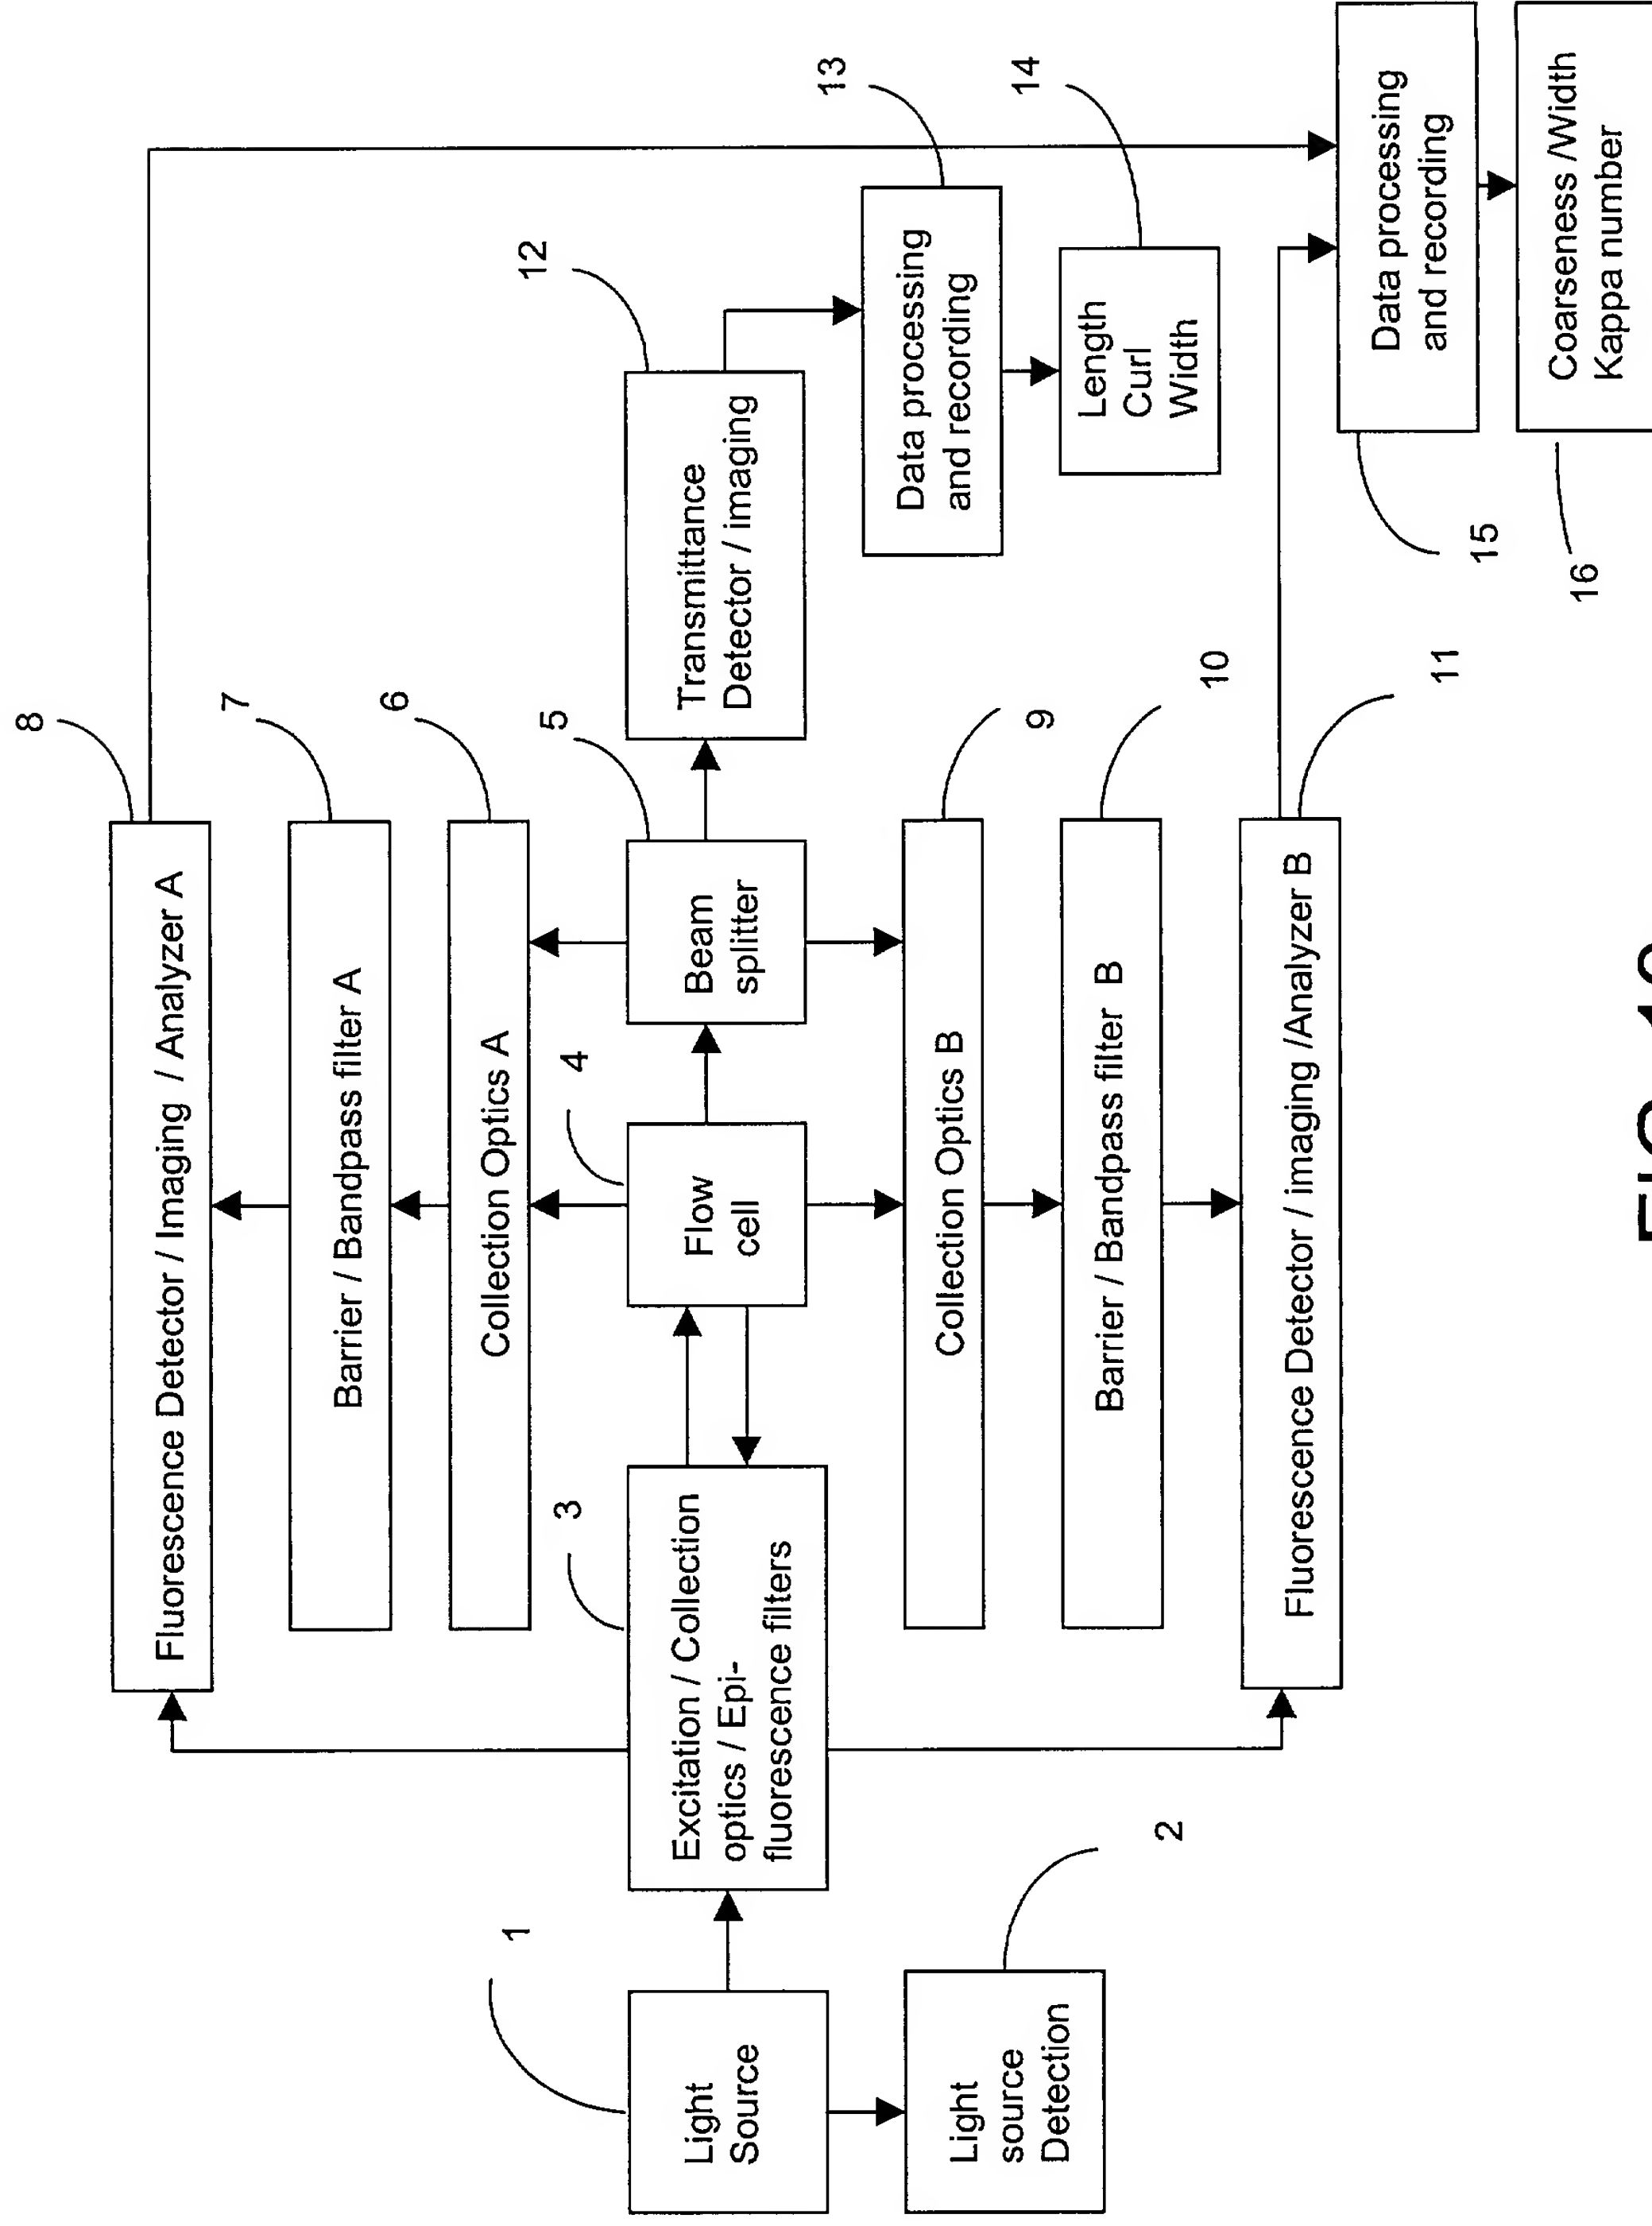 8
Fluorescence Detector / Imaging / Analyzer A
7
Barrier / Bandpass filter A
6
Collection Optics A
1
Light
Source
3
Excitation / Collection
optics / Epi-
fluorescence filters
4
Flow
cell
5
Beam
splitter
12
Transmittance
Detector / imaging
2
Light
source
Detection
9
Collection Optics B
10
Barrier / Bandpass filter B
11
Fluorescence Detector / imaging /Analyzer B
13
Data processing
and recording
14
Length
Curl
Width
15
Data processing
and recording
16
Coarseness /Width
Kappa number